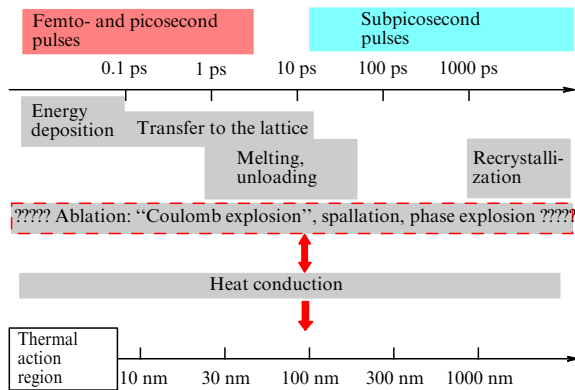 Femto- and picosecond
pulses
Subpicosecond
pulses
0.1 ps 1 ps 10 ps 100 ps 1000 ps
Energy
deposition
Transfer to the lattice
Melting,
unloading
Recrystalli-
zation
????? Ablation: ‘‘Coulomb explosion’’, spallation, phase explosion ?????
Heat conduction
Thermal
action
region
10 nm 30 nm 100 nm 300 nm 1000 nm